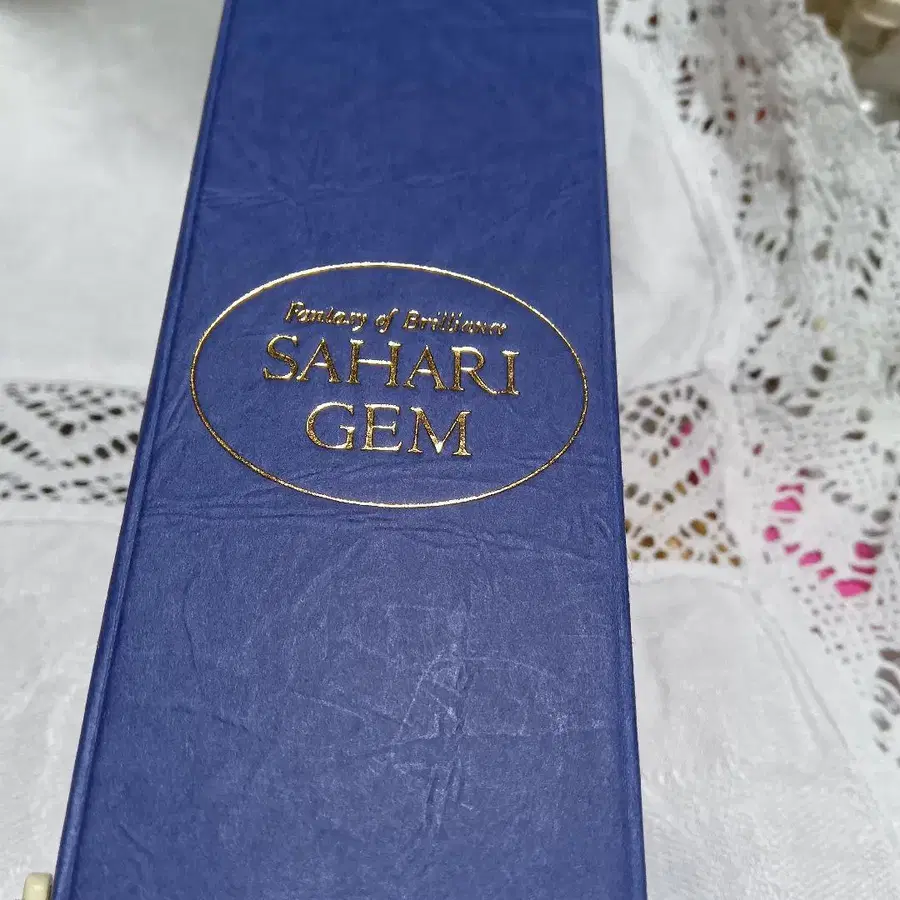 Fantasy of Brilliance
SAHARI
GEM